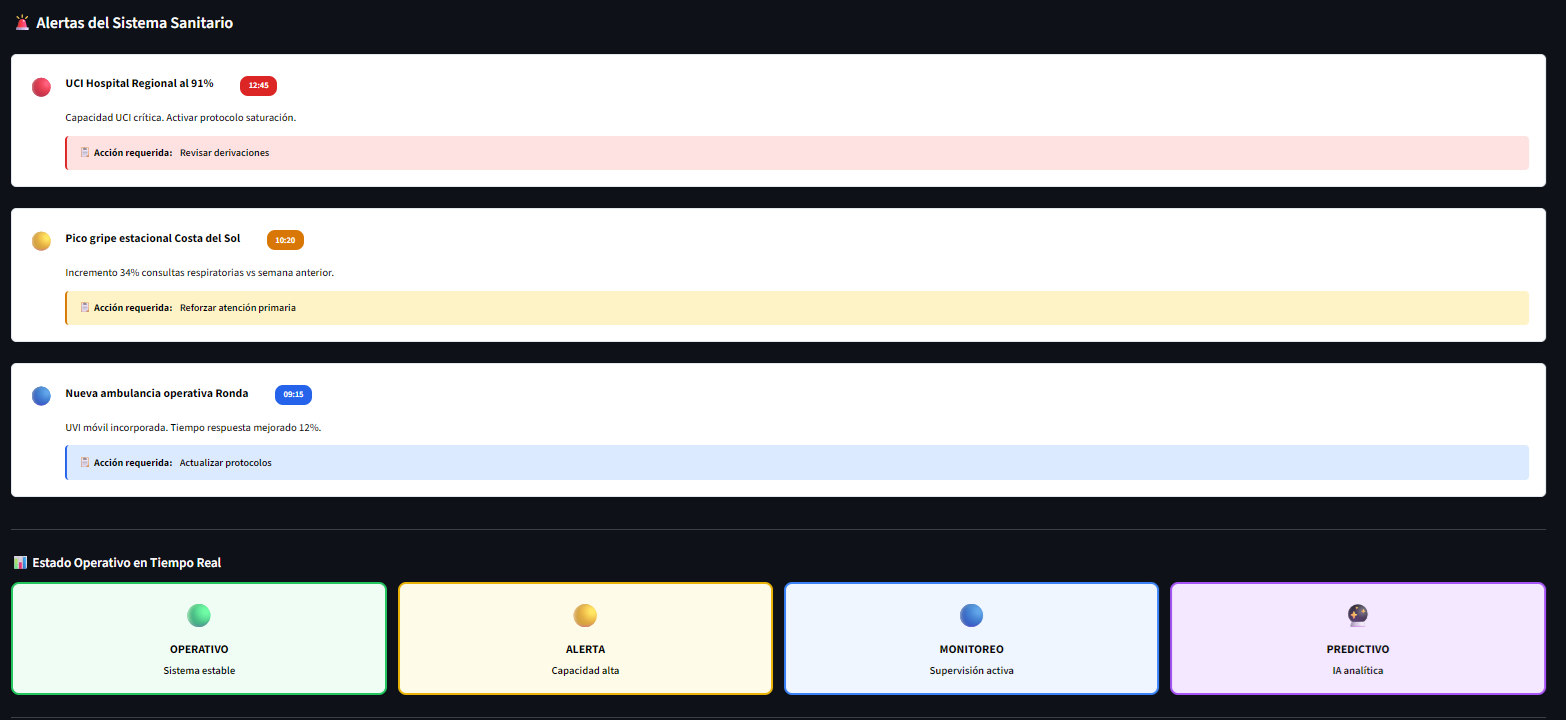 Alertas del Sistema Sanitario
UCI Hospital Regional al 91% 12:45
Capacidad UCI crítica. Activar protocolo saturación.
Acción requerida: Revisar derivaciones
Pico gripe estacional Costa del Sol 10:20
Incremento 34% consultas respiratorias vs semana anterior.
Acción requerida: Reforzar atención primaria
Nueva ambulancia operativa Ronda 09:15
UVI móvil incorporada. Tiempo respuesta mejorado 12%.
Acción requerida: Actualizar protocolos
Estado Operativo en Tiempo Real
OPERATIVO
Sistema estable
ALERTA
Capacidad alta
MONITOREO
Supervisión activa
PREDICTIVO
IA analítica